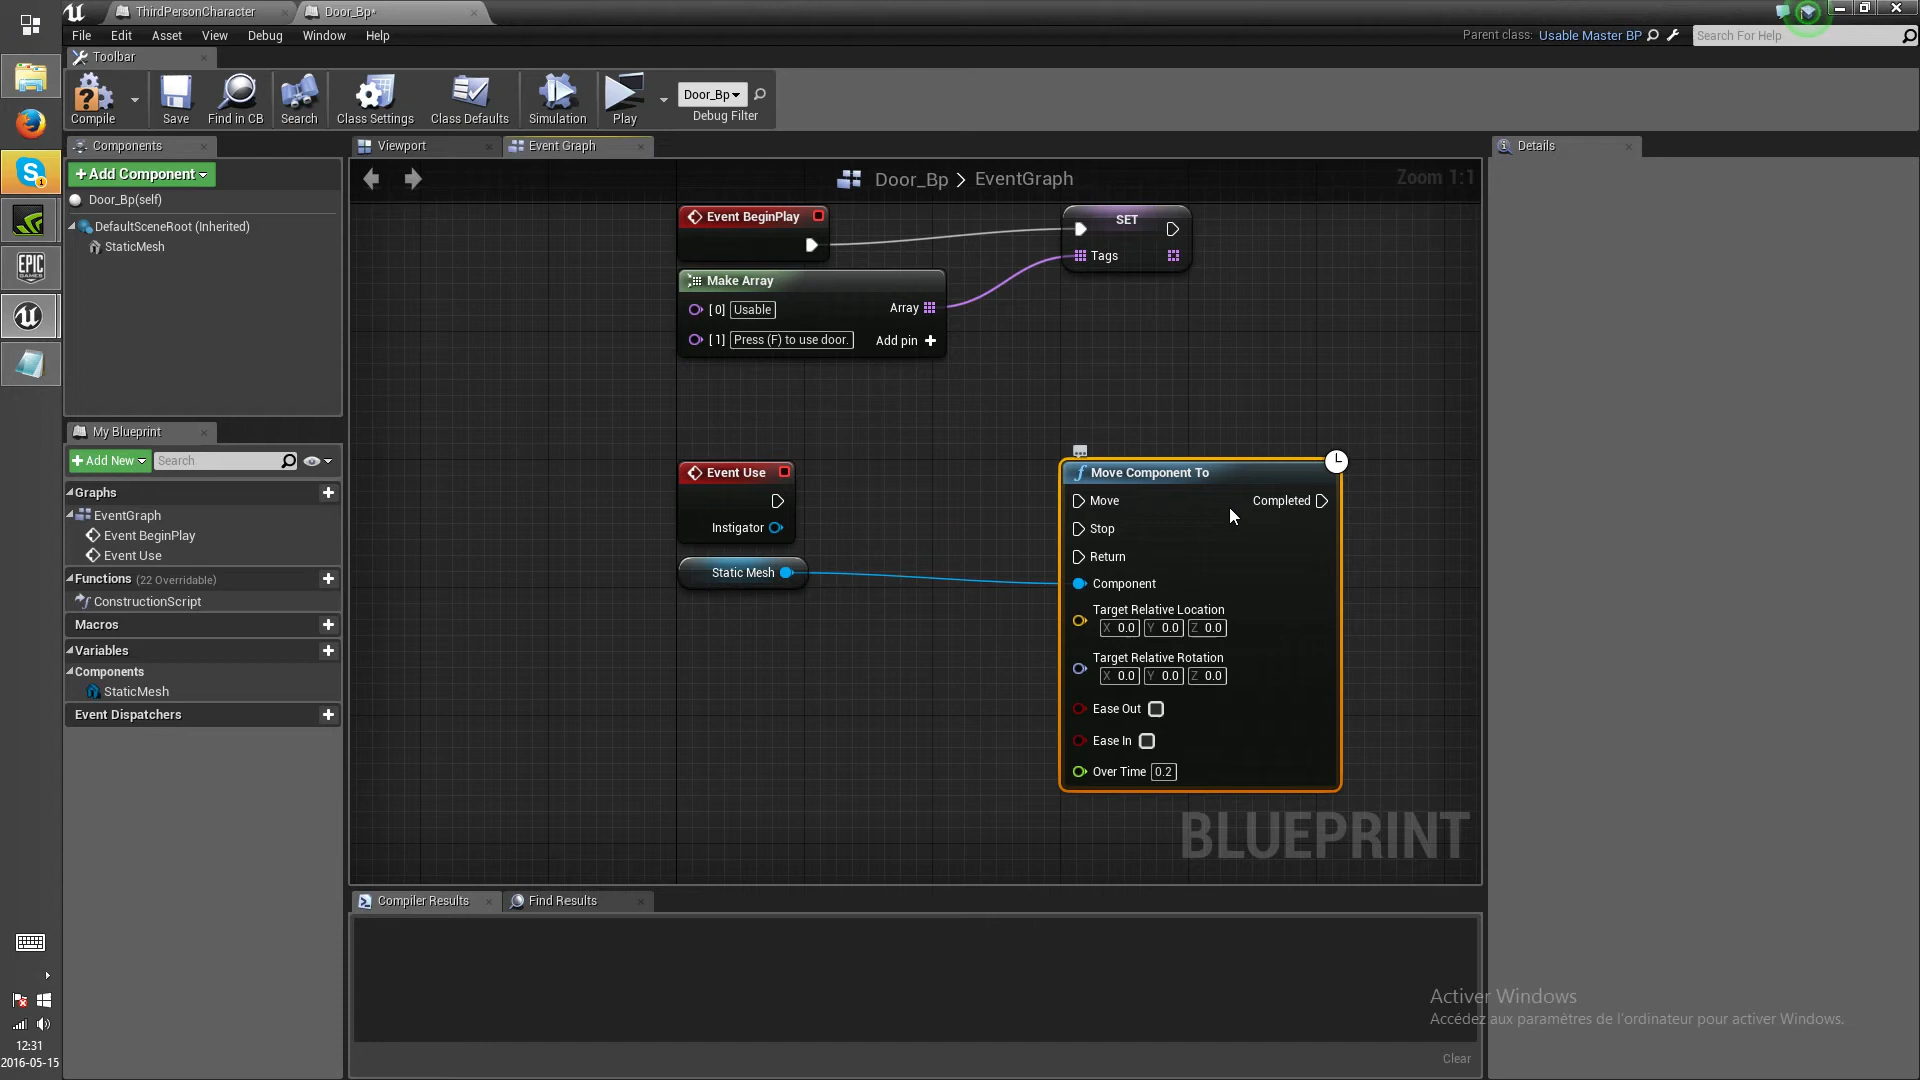 ThirdPersonCharacter
Door_Bp*
File Edit Asset View Debug Window Help
Parent class: Usable Master BP
Search For Help
Toolbar
Compile
Save
Find in CB
Search
Class Settings
Class Defaults
Simulation
Play
Door_Bp
Debug Filter
Components
+Add Component
Door_Bp(self)
DefaultSceneRoot (Inherited)
StaticMesh
My Blueprint
+Add New
Search
Graphs
EventGraph
Event BeginPlay
Event Use
Functions (22 Overridable)
ConstructionScript
Macros
Variables
Components
StaticMesh
Event Dispatchers
Viewport
Event Graph
Door_Bp > EventGraph
Zoom 1:1
Event BeginPlay
SET
Tags
Make Array
[0] Usable
Array
[1] Press (F) to use door.
Add pin +
Event Use
Instigator
Static Mesh
Move Component To
Move
Completed
Stop
Return
Component
Target Relative Location
X 0.0 Y 0.0 Z 0.0
Target Relative Rotation
X 0.0 Y 0.0 Z 0.0
Ease Out
Ease In
Over Time 0.2
BLUEPRINT
Compiler Results
Find Results
Clear
Details
Activer Windows
Accédez aux paramètres de l'ordinateur pour activer Windows.
EPIC
GAMES
12:31
2016-05-15